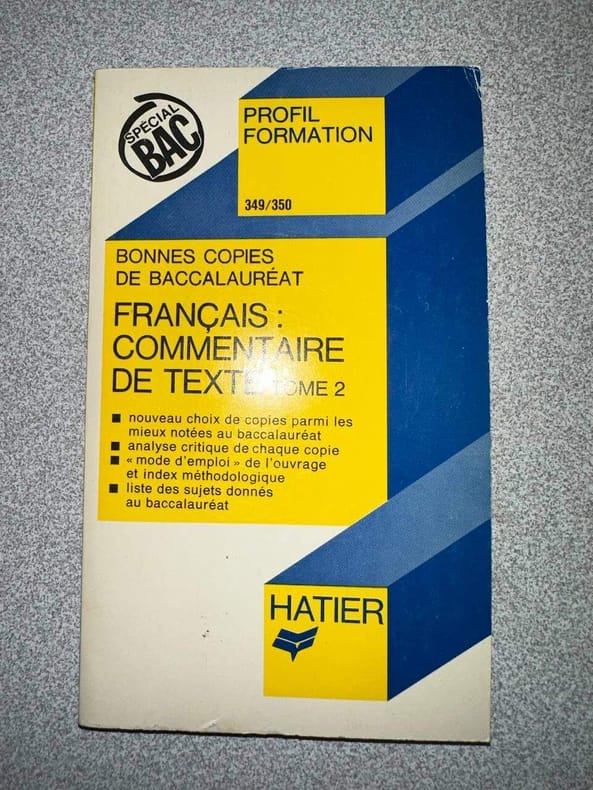 SPÉCIAL
BAC
PROFIL
FORMATION
349/350
BONNES COPIES
DE BACCALAURÉAT
FRANÇAIS :
COMMENTAIRE
DE TEXTE TOME 2
■ nouveau choix de copies parmi les
mieux notées au baccalauréat
■ analyse critique de chaque copie
■ « mode d'emploi » de l'ouvrage
et index méthodologique
■ liste des sujets donnés
au baccalauréat
HATIER